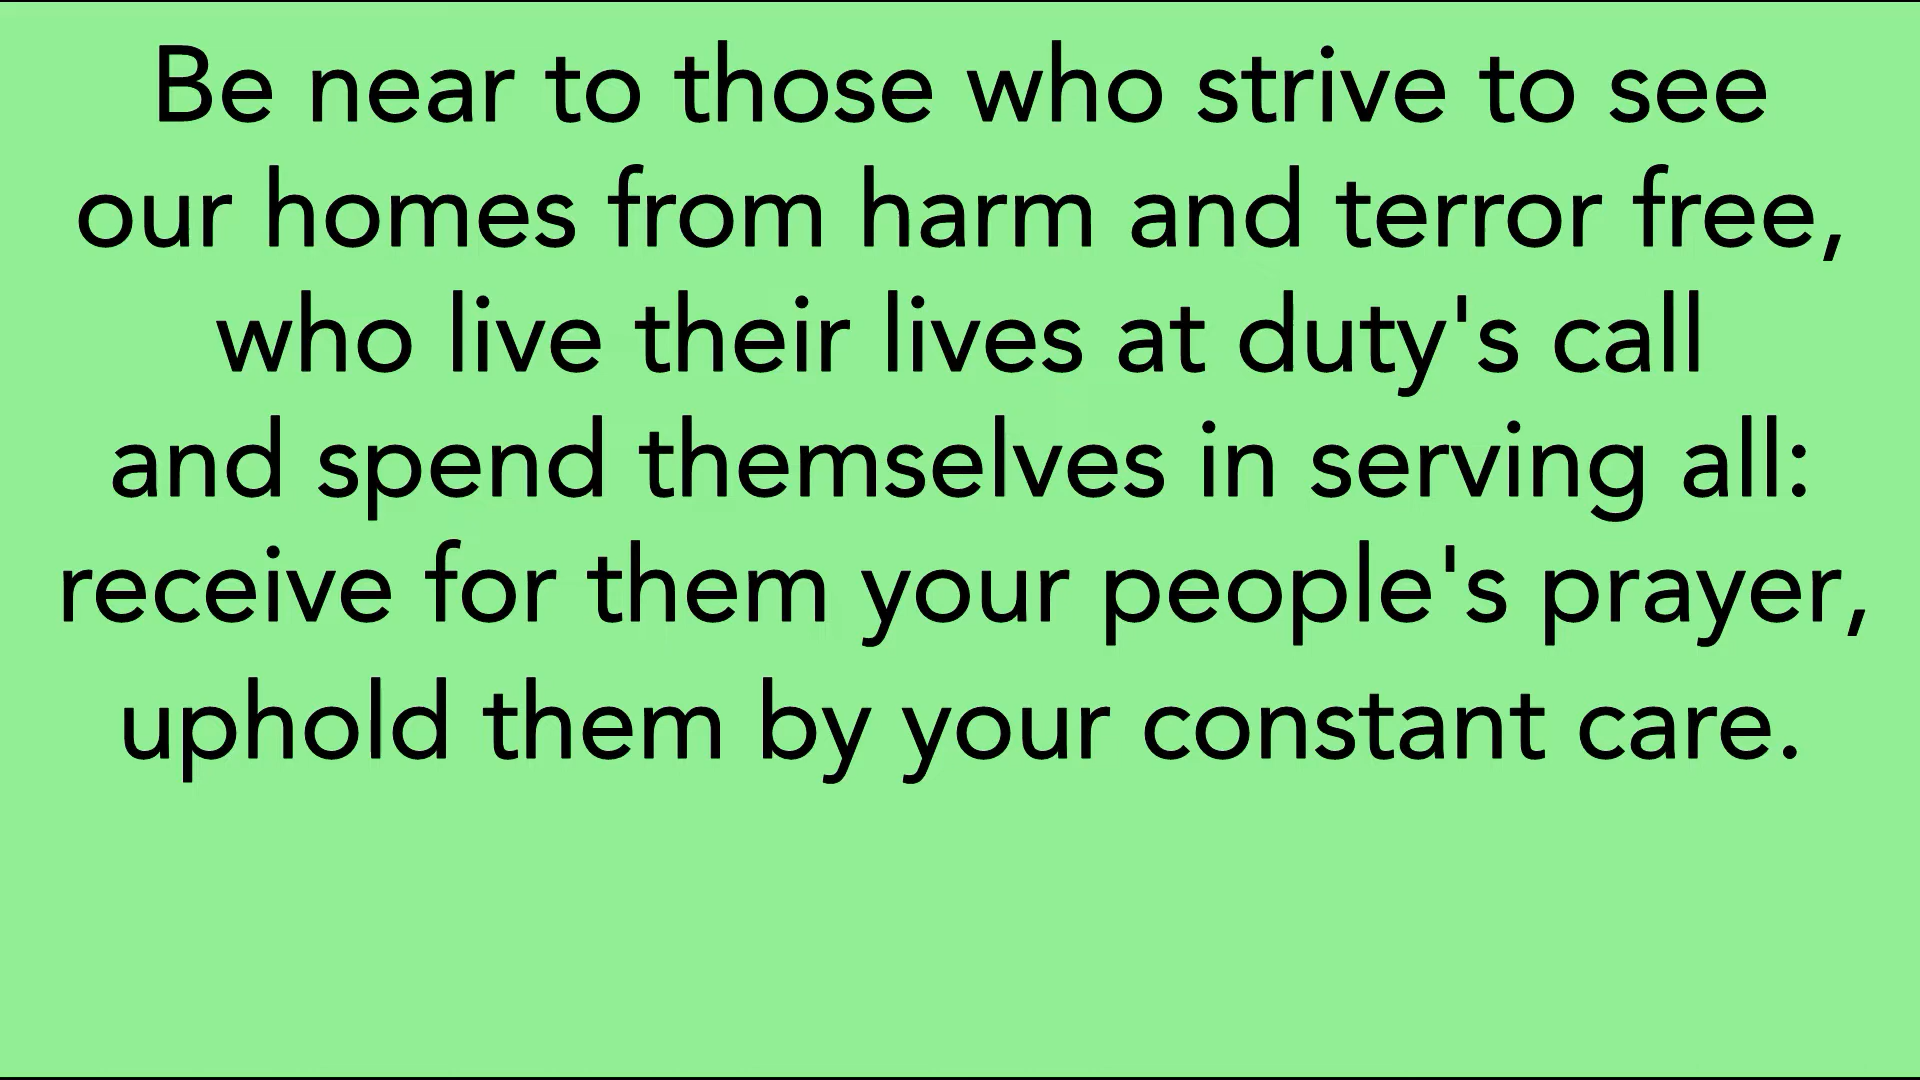 Be near to those who strive to see
our homes from harm and terror free,
who live their lives at duty's call
and spend themselves in serving all:
receive for them your people's prayer,
uphold them by your constant care.